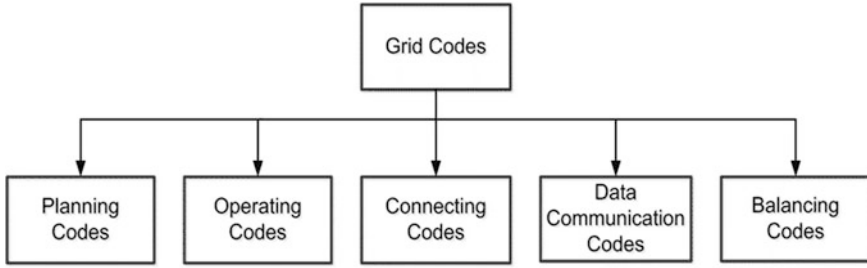 Grid Codes
Planning
Codes
Operating
Codes
Connecting
Codes
Data
Communication
Codes
Balancing
Codes